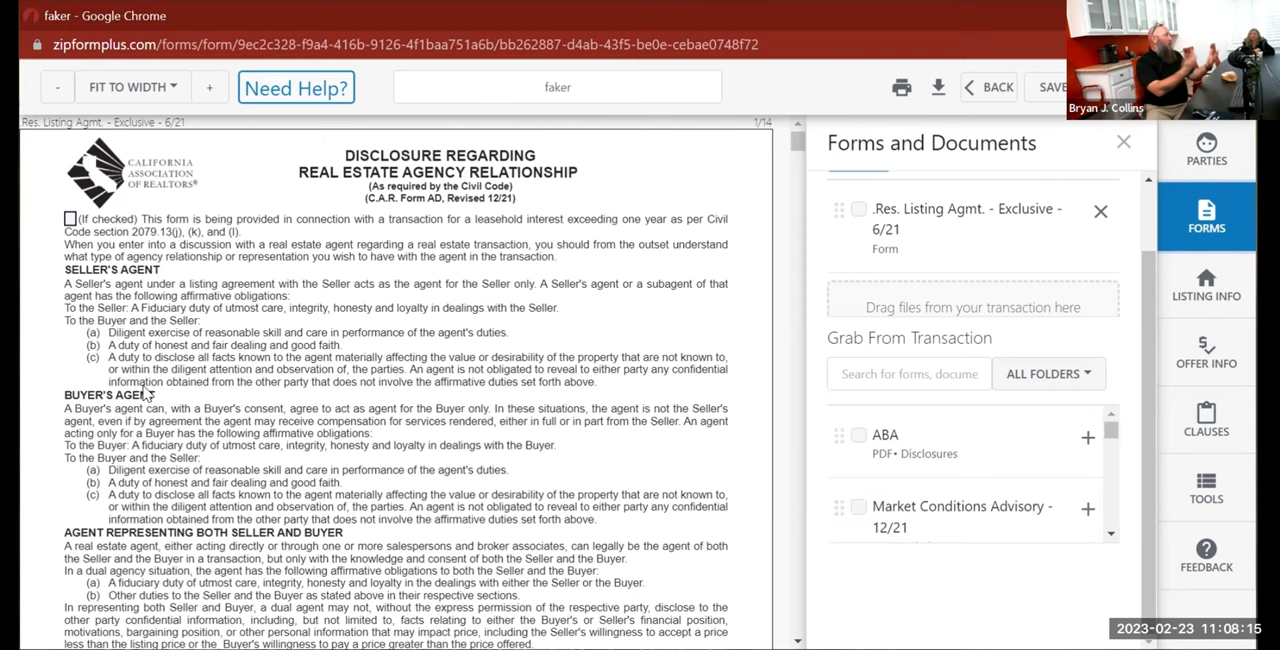 faker - Google Chrome
zipformplus.com/forms/form/9ec2c328-f9a4-416b-9126-4f1baa751a6b/bb262887-d4ab-43f5-be0e-cebae0748f72
- FIT TO WIDTH + Need Help? faker BACK SAVE
Bryan J. Collins
Res. Listing Agmt. - Exclusive - 6/21 1/14
CALIFORNIA
ASSOCIATION
OF REALTORS®
DISCLOSURE REGARDING
REAL ESTATE AGENCY RELATIONSHIP
(As required by the Civil Code)
(C.A.R. Form AD, Revised 12/21)
(If checked) This form is being provided in connection with a transaction for a leasehold interest exceeding one year as per Civil
Code section 2079.13(j), (k), and (l).
When you enter into a discussion with a real estate agent regarding a real estate transaction, you should from the outset understand
what type of agency relationship or representation you wish to have with the agent in the transaction.
SELLER'S AGENT
A Seller's agent under a listing agreement with the Seller acts as the agent for the Seller only. A Seller's agent or a subagent of that
agent has the following affirmative obligations:
To the Seller: A Fiduciary duty of utmost care, integrity, honesty and loyalty in dealings with the Seller.
To the Buyer and the Seller:
(a) Diligent exercise of reasonable skill and care in performance of the agent's duties.
(b) A duty of honest and fair dealing and good faith.
(c) A duty to disclose all facts known to the agent materially affecting the value or desirability of the property that are not known to,
or within the diligent attention and observation of, the parties. An agent is not obligated to reveal to either party any confidential
information obtained from the other party that does not involve the affirmative duties set forth above.
BUYER'S AGENT
A Buyer's agent can, with a Buyer's consent, agree to act as agent for the Buyer only. In these situations, the agent is not the Seller's
agent, even if by agreement the agent may receive compensation for services rendered, either in full or in part from the Seller. An agent
acting only for a Buyer has the following affirmative obligations:
To the Buyer: A fiduciary duty of utmost care, integrity, honesty and loyalty in dealings with the Buyer.
To the Buyer and the Seller:
(a) Diligent exercise of reasonable skill and care in performance of the agent's duties.
(b) A duty of honest and fair dealing and good faith.
(c) A duty to disclose all facts known to the agent materially affecting the value or desirability of the property that are not known to,
or within the diligent attention and observation of, the parties. An agent is not obligated to reveal to either party any confidential
information obtained from the other party that does not involve the affirmative duties set forth above.
AGENT REPRESENTING BOTH SELLER AND BUYER
A real estate agent, either acting directly or through one or more salespersons and broker associates, can legally be the agent of both
the Seller and the Buyer in a transaction, but only with the knowledge and consent of both the Seller and the Buyer.
In a dual agency situation, the agent has the following affirmative obligations to both the Seller and the Buyer:
(a) A fiduciary duty of utmost care, integrity, honesty and loyalty in the dealings with either the Seller or the Buyer.
(b) Other duties to the Seller and the Buyer as stated above in their respective sections.
In representing both Seller and Buyer, a dual agent may not, without the express permission of the respective party, disclose to the
other party confidential information, including, but not limited to, facts relating to either the Buyer's or Seller's financial position,
motivations, bargaining position, or other personal information that may impact price, including the Seller's willingness to accept a price
less than the listing price or the Buyer's willingness to pay a price greater than the price offered.
Forms and Documents
.Res. Listing Agmt. - Exclusive -
6/21
Form
Drag files from your transaction here
Grab From Transaction
Search for forms, docume
ALL FOLDERS
ABA
PDF• Disclosures
Market Conditions Advisory -
12/21
PARTIES
FORMS
LISTING INFO
OFFER INFO
CLAUSES
TOOLS
FEEDBACK
2023-02-23 11:08:15